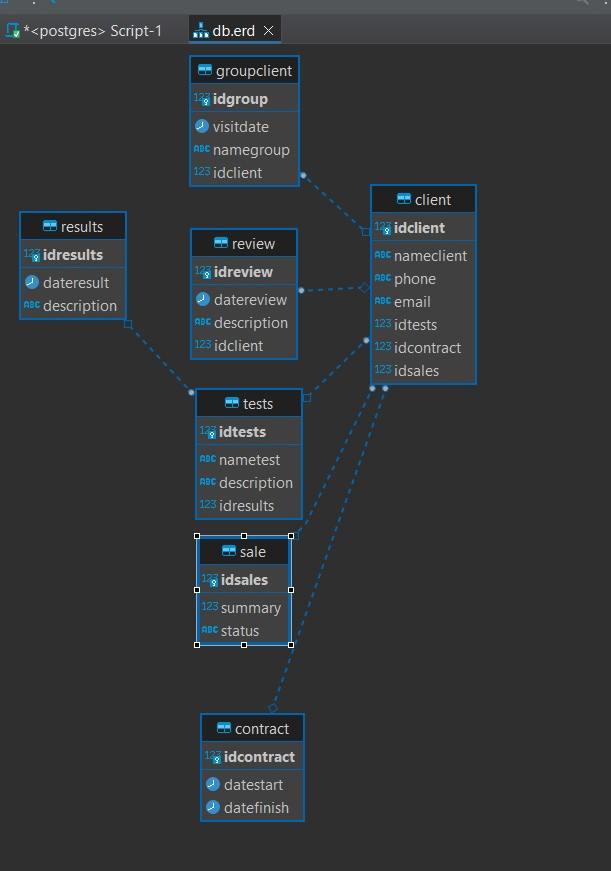 *<postgres> Script-1
db.erd
groupclient
123 idgroup
visitdate
ABC namegroup
123 idclient
client
123 idclient
ABC nameclient
ABC phone
ABC email
123 idtests
123 idcontract
123 idsales
results
123 idresults
dateresult
ABC description
review
123 idreview
datereview
ABC description
123 idclient
tests
123 idtests
ABC nametest
ABC description
123 idresults
sale
123 idsales
123 summary
ABC status
contract
123 idcontract
datestart
datefinish